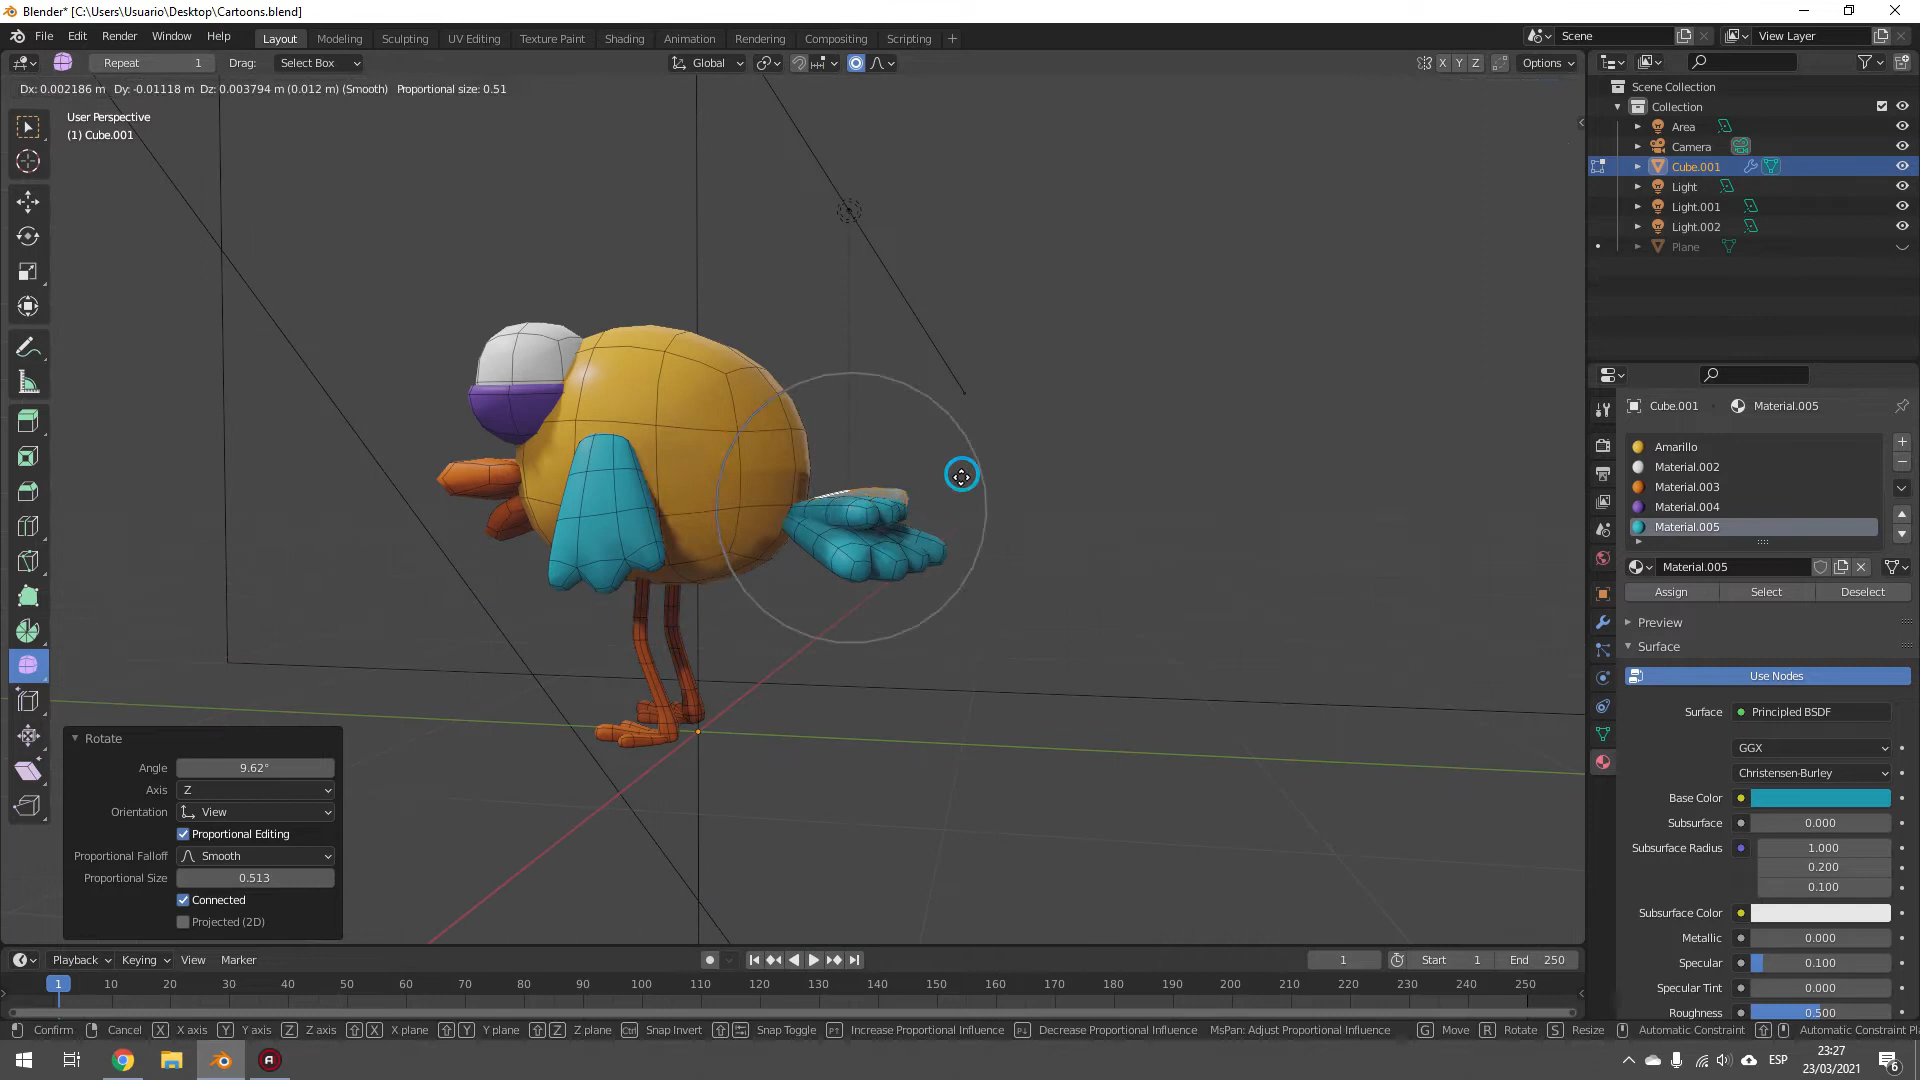 Blender* [C:\Users\Usuario\Desktop\Cartoons.blend]
File Edit Render Window Help
Layout Modeling Sculpting UV Editing Texture Paint Shading Animation Rendering Compositing Scripting +
Scene
View Layer
Repeat 1 Drag: Select Box
Global
X Y Z Options
Dx: 0.002186 m Dy: -0.01118 m Dz: 0.003794 m (0.012 m) (Smooth) Proportional size: 0.51
User Perspective
(1) Cube.001
Scene Collection
Collection
Area
Camera
Cube.001
Light
Light.001
Light.002
Plane
Cube.001 Material.005
Amarillo
Material.002
Material.003
Material.004
Material.005
Material.005
Assign Select Deselect
Preview
Surface
Use Nodes
Surface Principled BSDF
GGX
Christensen-Burley
Base Color
Subsurface 0.000
Subsurface Radius 1.000
0.200
0.100
Subsurface Color
Metallic 0.000
Specular 0.100
Specular Tint 0.000
Roughness 0.500
Rotate
Angle 9.62°
Axis Z
Orientation View
Proportional Editing
Proportional Falloff Smooth
Proportional Size 0.513
Connected
Projected (2D)
Playback Keying View Marker
1 Start 1 End 250
1 10 20 30 40 50 60 70 80 90 100 110 120 130 140 150 160 170 180 190 200 210 220 230 240 250
Confirm Cancel X X axis Y Y axis Z Z axis X X plane Y Y plane Z Z plane Ctrl Snap Invert Snap Toggle Increase Proportional Influence Decrease Proportional Influence MsPan: Adjust Proportional Influence G Move R Rotate S Resize Automatic Constraint Automatic Constraint Pl
ESP
23:27
23/03/2021
6